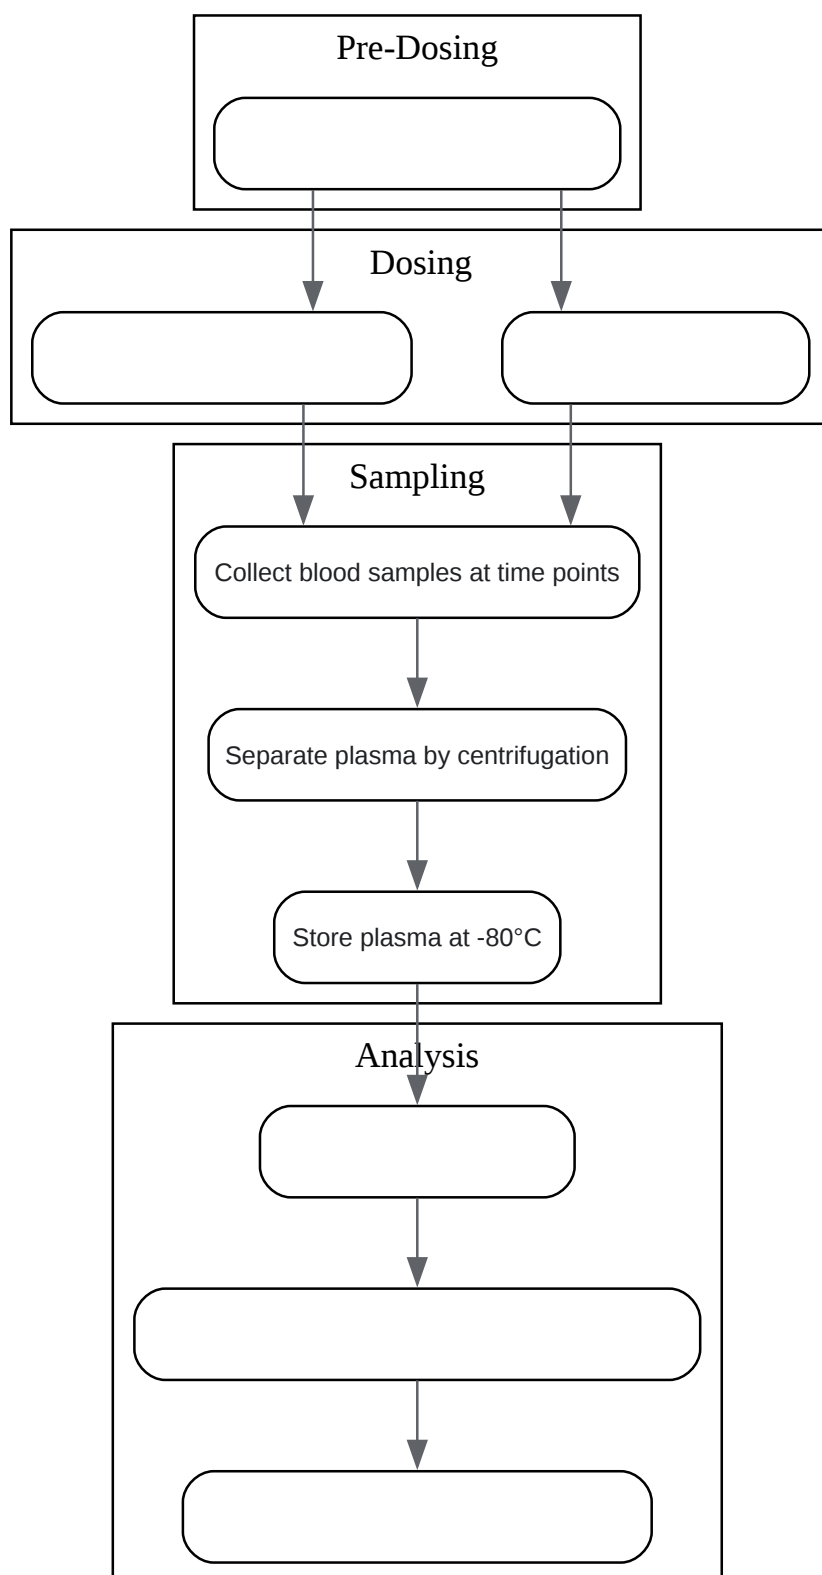 Pre-Dosing
Dosing
Sampling
Collect blood samples at time points
Separate plasma by centrifugation
Store plasma at -80°C
Analysis